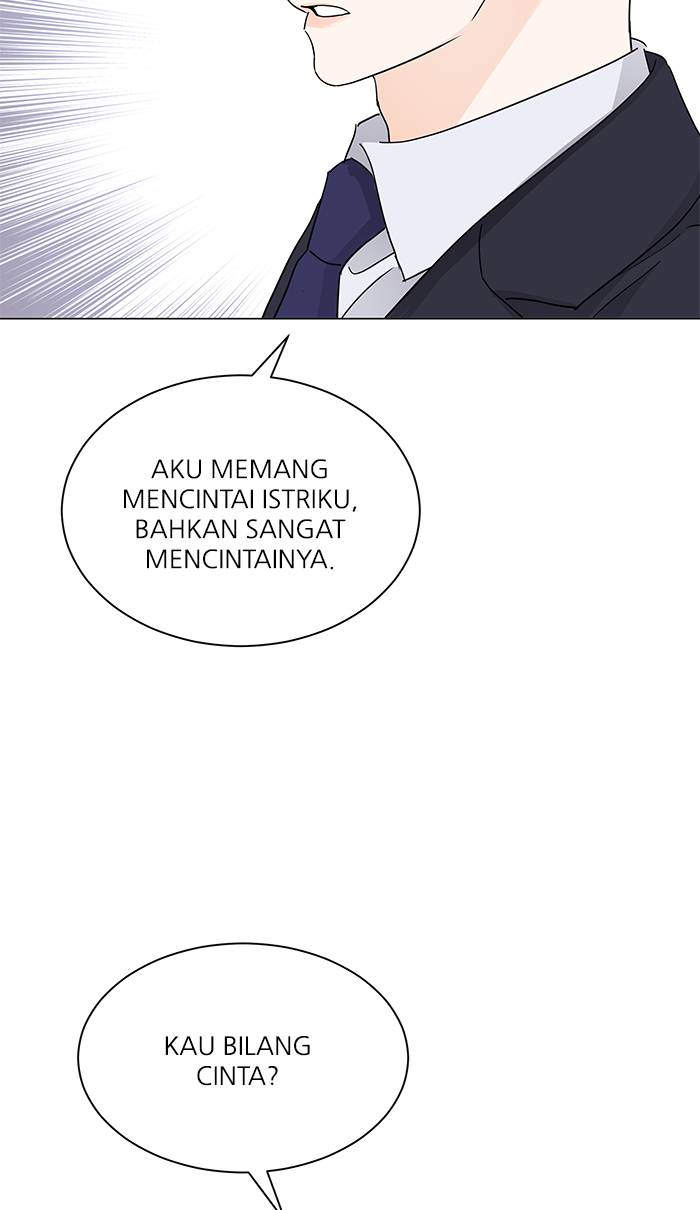 AKU MEMANG
MENCINTAI ISTRIKU,
BAHKAN SANGAT
MENCINTAINYA.
KAU BILANG
CINTA?